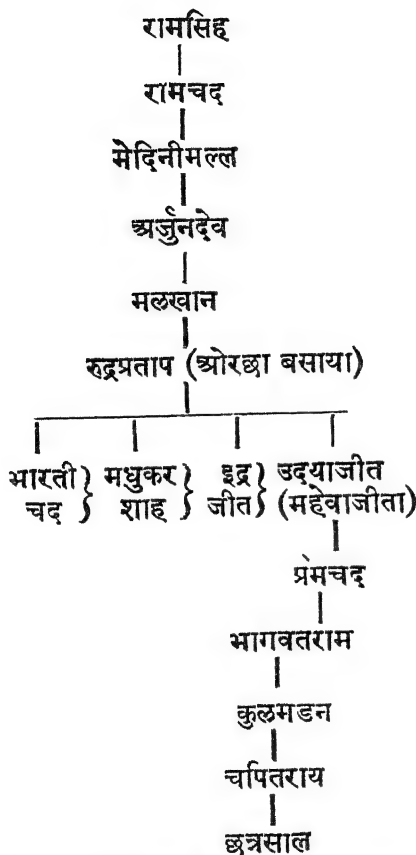 रामसिह
रामचद
मेदिनीमल्ल
अर्जुनदेव
मलखान
रुद्रप्रताप (ओरछा बसाया)
भारती} मधुकर} इद्र} उदयाजीत
चद} शाह} जीत} (महेवाजीता)
प्रमचद
भागवतराम
कुलमडन
चपितराय
छत्रसाल